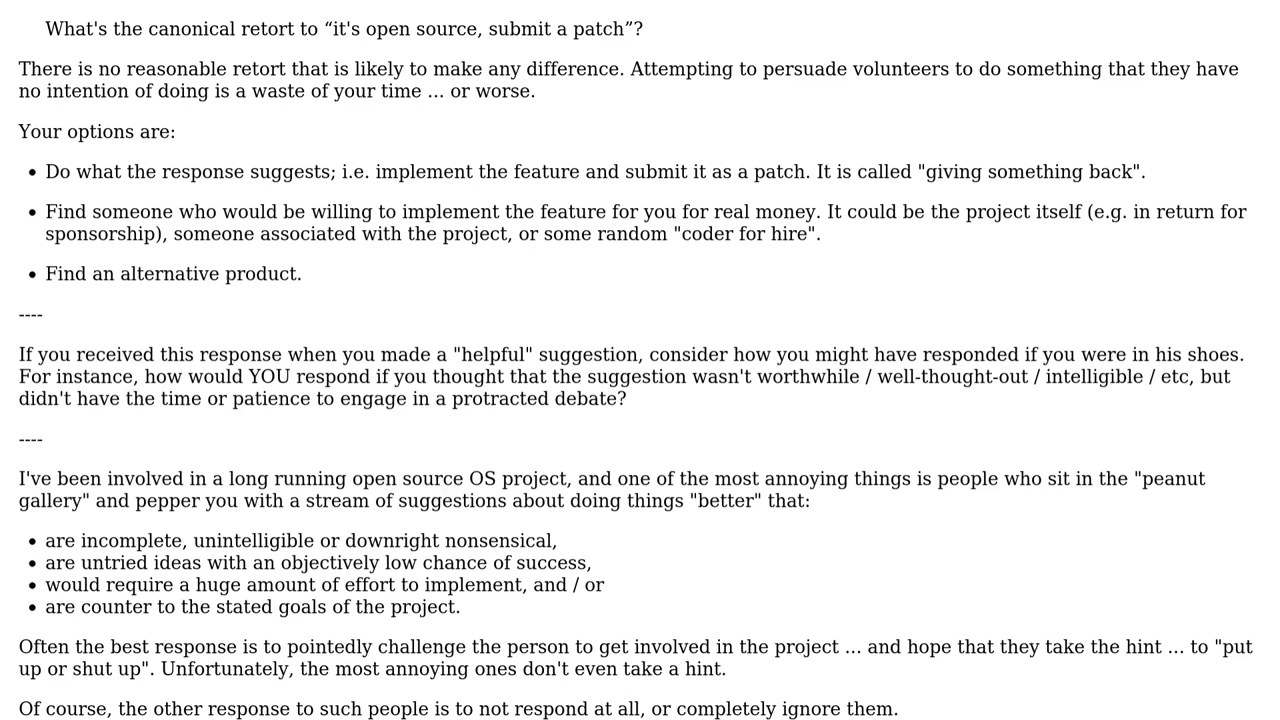 What's the canonical retort to “it's open source, submit a patch”?
There is no reasonable retort that is likely to make any difference. Attempting to persuade volunteers to do something that they have
no intention of doing is a waste of your time ... or worse.
Your options are:
• Do what the response suggests; i.e. implement the feature and submit it as a patch. It is called "giving something back".
• Find someone who would be willing to implement the feature for you for real money. It could be the project itself (e.g. in return for
sponsorship), someone associated with the project, or some random "coder for hire".
• Find an alternative product.
----
If you received this response when you made a "helpful" suggestion, consider how you might have responded if you were in his shoes.
For instance, how would YOU respond if you thought that the suggestion wasn't worthwhile / well-thought-out / intelligible / etc, but
didn't have the time or patience to engage in a protracted debate?
----
I've been involved in a long running open source OS project, and one of the most annoying things is people who sit in the "peanut
gallery" and pepper you with a stream of suggestions about doing things "better" that:
• are incomplete, unintelligible or downright nonsensical,
• are untried ideas with an objectively low chance of success,
• would require a huge amount of effort to implement, and / or
• are counter to the stated goals of the project.
Often the best response is to pointedly challenge the person to get involved in the project ... and hope that they take the hint ... to "put
up or shut up". Unfortunately, the most annoying ones don't even take a hint.
Of course, the other response to such people is to not respond at all, or completely ignore them.